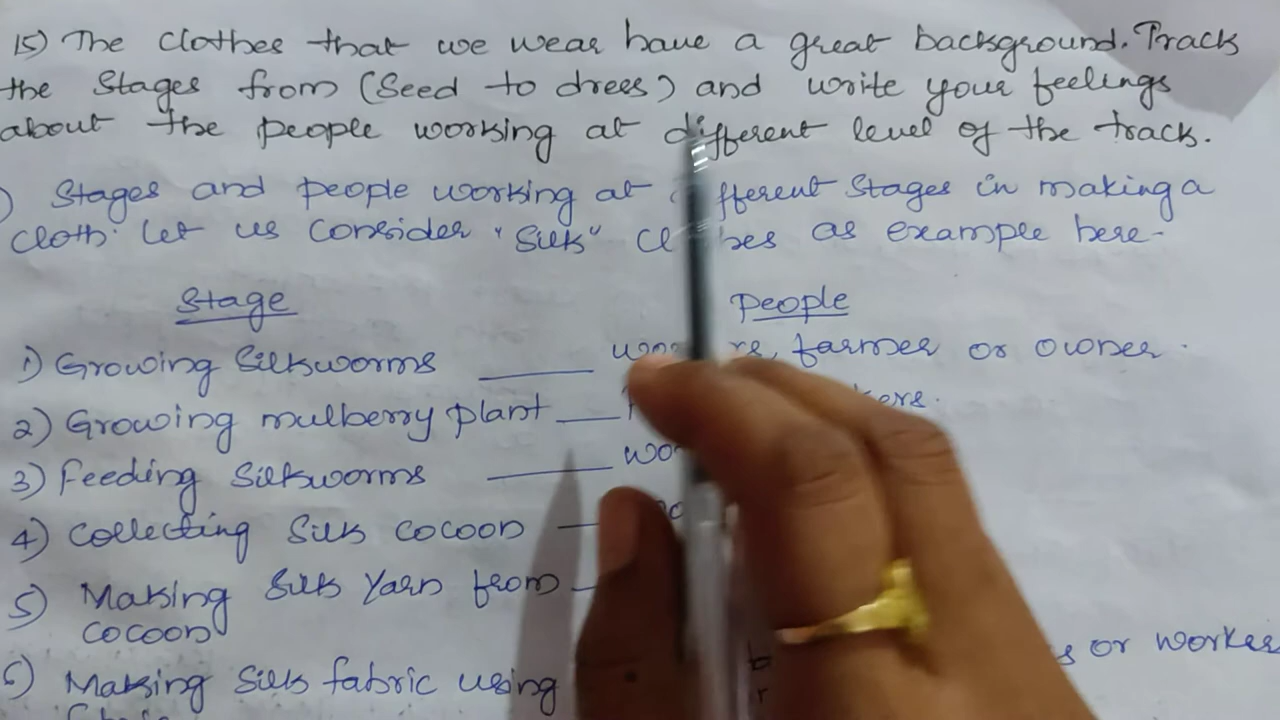 15) The clothes that we wear have a great background. Track
the stages from (Seed to drees) and write your feelings
about the people working at different level of the track.
Stages and people working at Stages in making a
cloth. Let us Consider "Silk" as example here-
Stage People
1) Growing Silkworms farmer or owner.
2) Growing mulberry plant
3) Feeding Silkworms
4) Collecting Silk cocoon
5) Making Silk Yarn from
cocoon
or worker
6) Making Silk fabric using